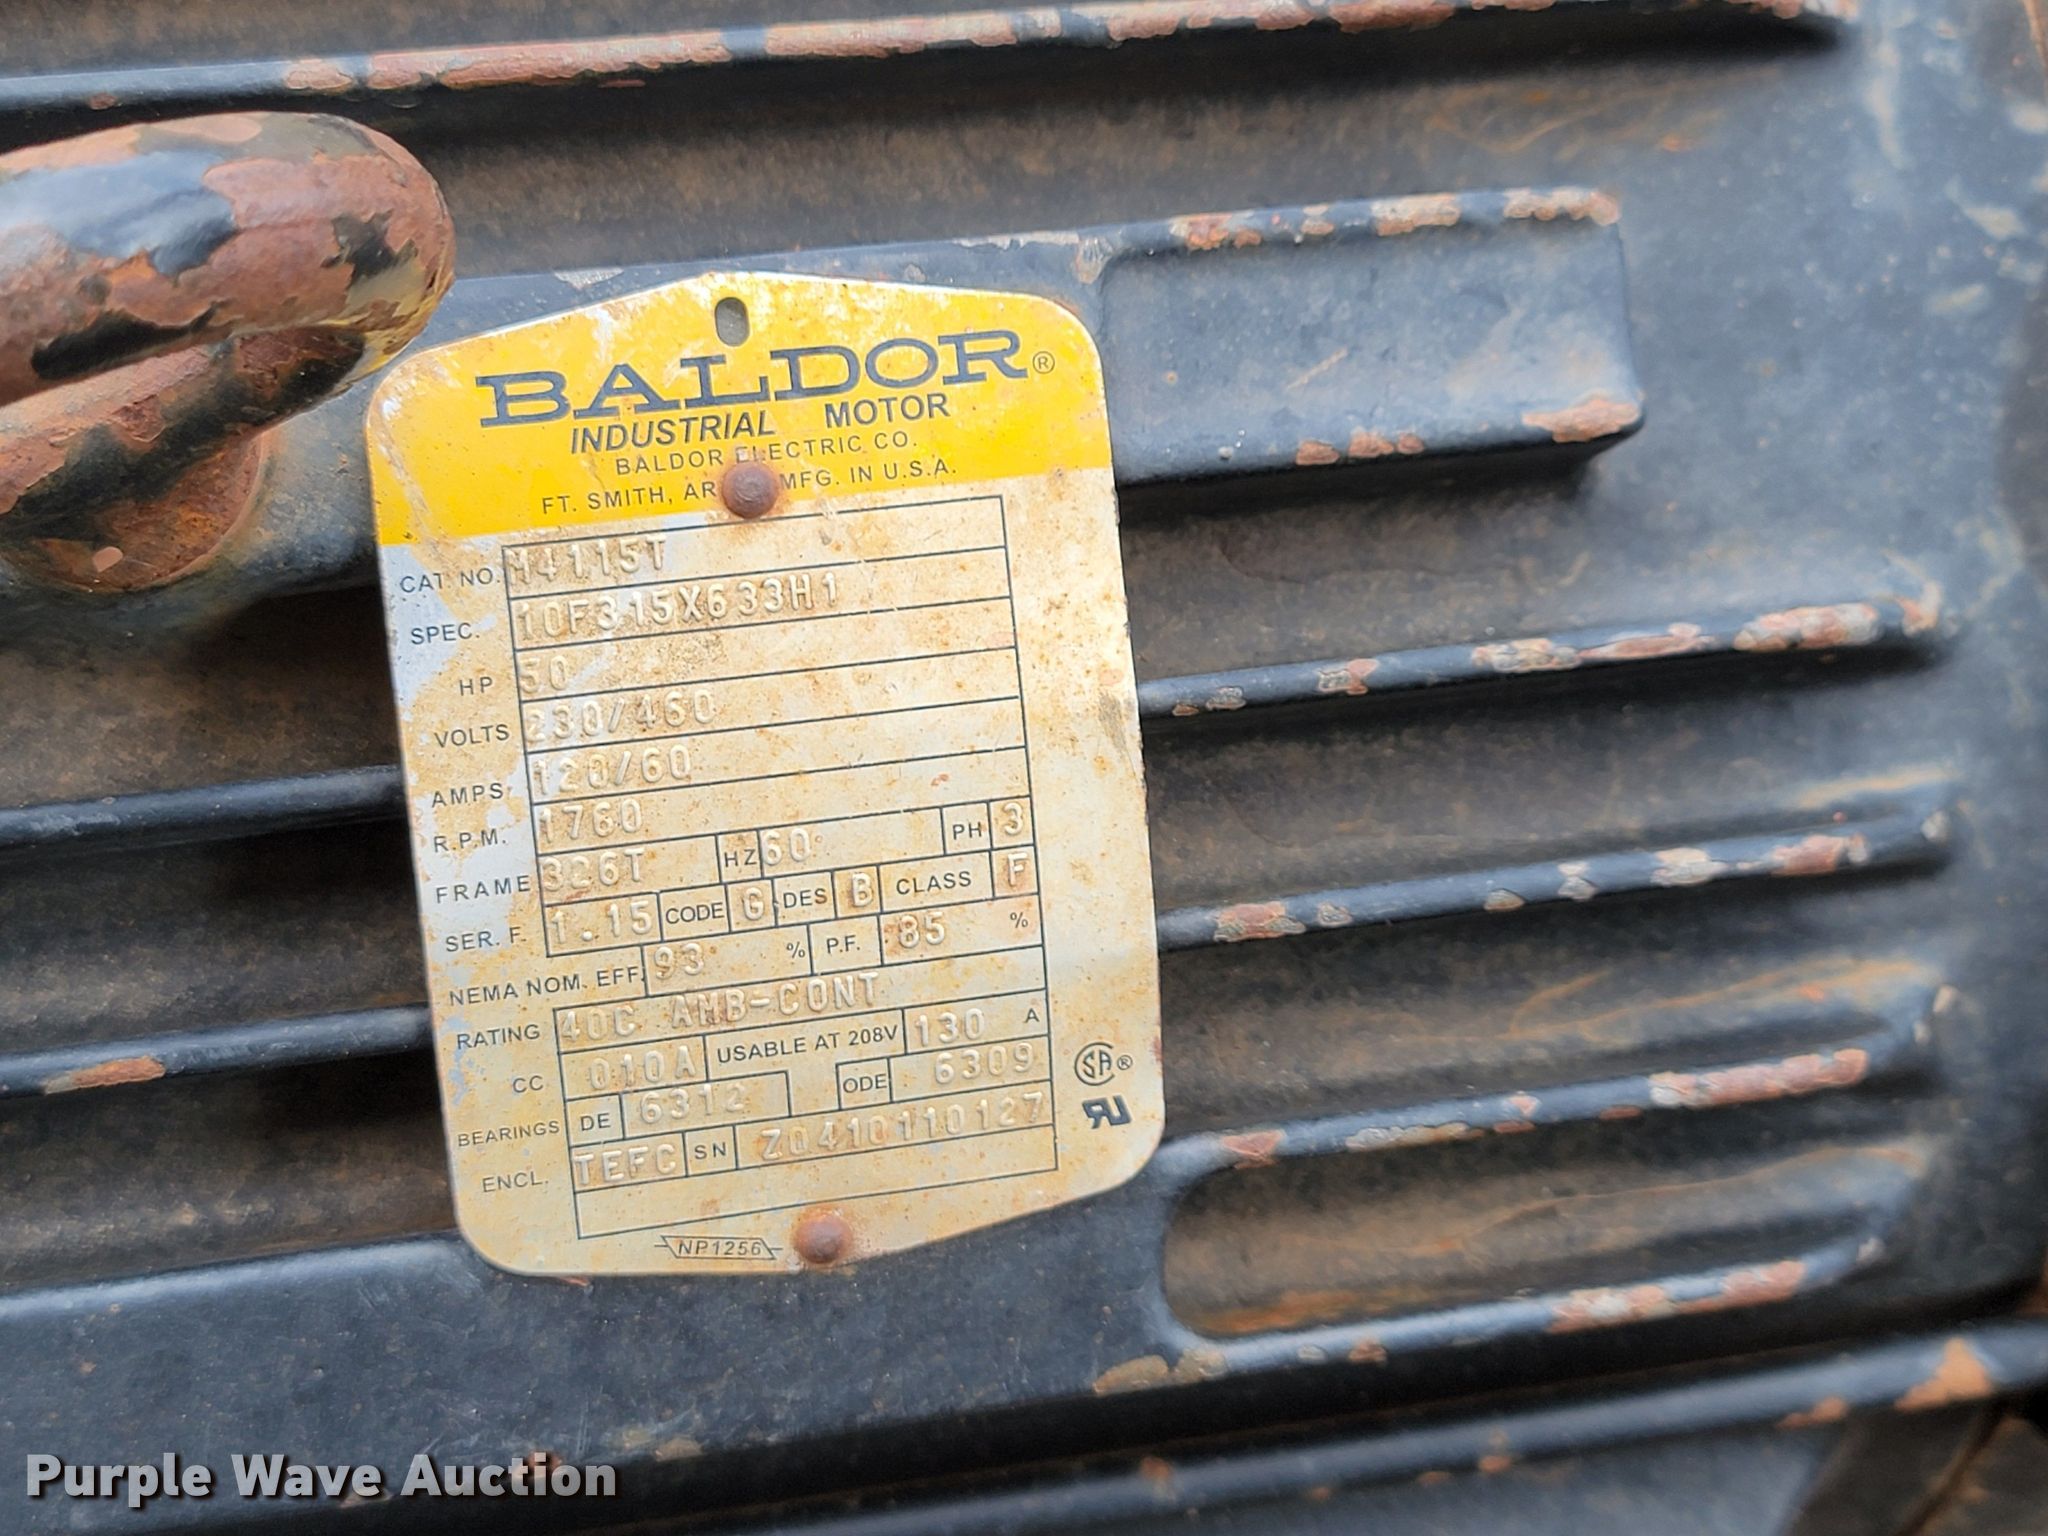 BALDOR®
INDUSTRIAL MOTOR
BALDOR ELECTRIC CO.
FT. SMITH, AR MFG. IN U.S.A.
CAT. NO. M4115T
SPEC. 10F315X633H1
HP 50
VOLTS 230/460
AMPS 120/60
R.P.M. 1760
FRAME 326T HZ 60 PH 3
SER. F. 1.15 CODE G DES B CLASS F
NEMA NOM. EFF. 93 % P.F. 85 %
RATING 40C AMB-CONT
CC 010A USABLE AT 208V 130 A
BEARINGS DE 6312 ODE 6309
ENCL. TEFC SN Z0410110127
SA®
RU
NP1256
Purple Wave Auction